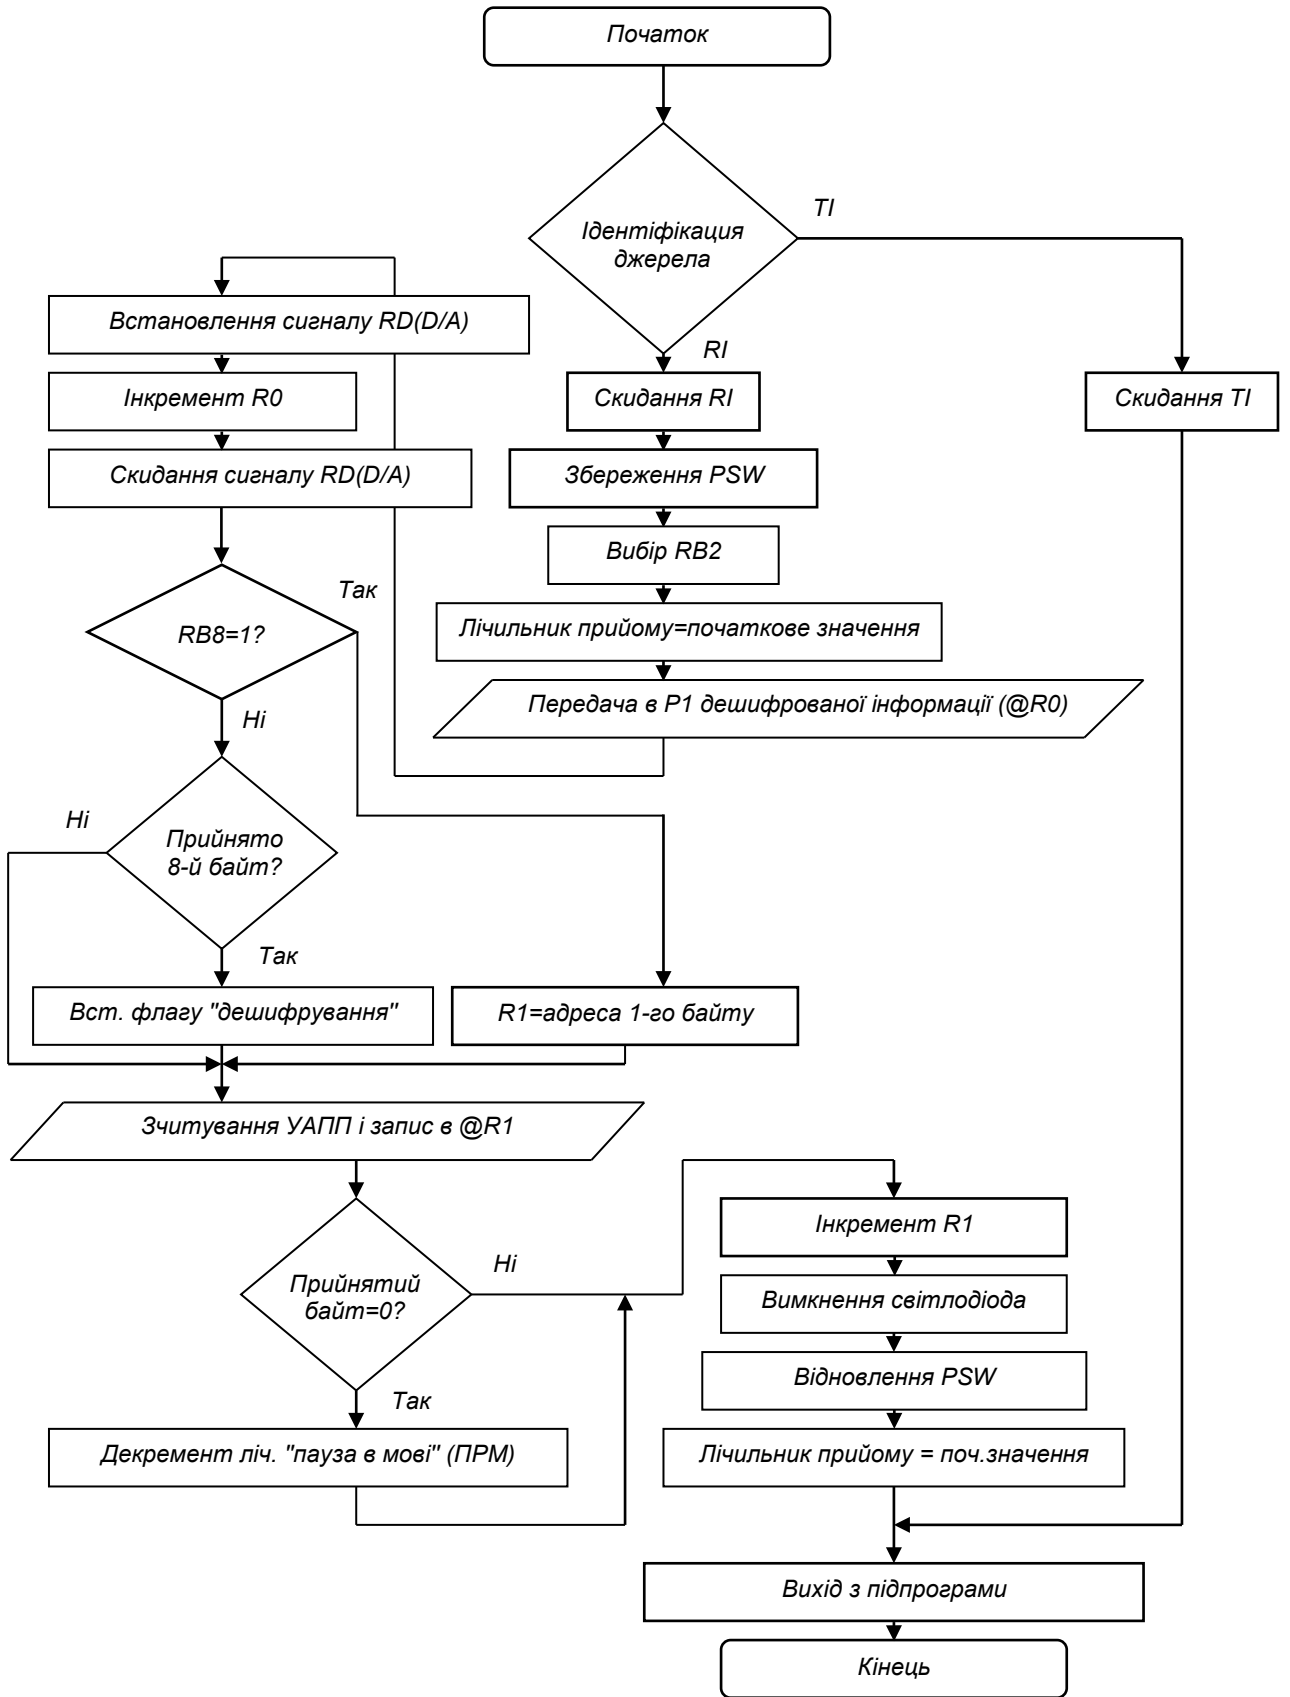 Початок
Ідентіфікация
джерела
TI
RI
Скидання RI
Скидання TI
Збереження PSW
Вибір RB2
Лічильник прийому=початкове значення
Передача в P1 дешифрованої інформації (@R0)
Встановлення сигналу RD(D/A)
Інкремент R0
Скидання сигналу RD(D/A)
RB8=1?
Так
Ні
Прийнято
8-й байт?
Ні
Так
Вст. флагу "дешифрування"
R1=адреса 1-го байту
Зчитування УАПП і запис в @R1
Прийнятий
байт=0?
Ні
Так
Декремент ліч. "пауза в мові" (ПРМ)
Інкремент R1
Вимкнення світлодіода
Відновлення PSW
Лічильник прийому = поч.значення
Вихід з підпрограми
Кінець